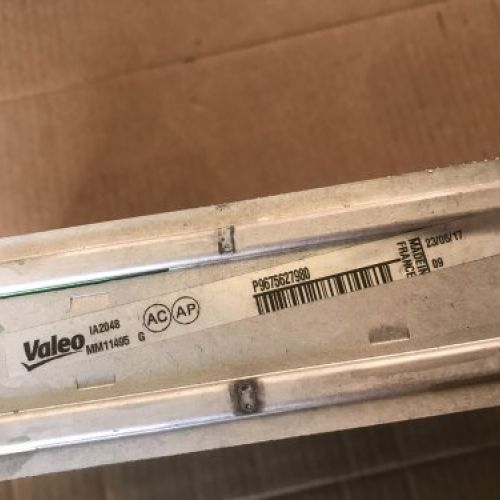 Valeo
IA2048
MM11495 G
AC AP
P9675627980
MADE IN
FRANCE
23/06/17
09